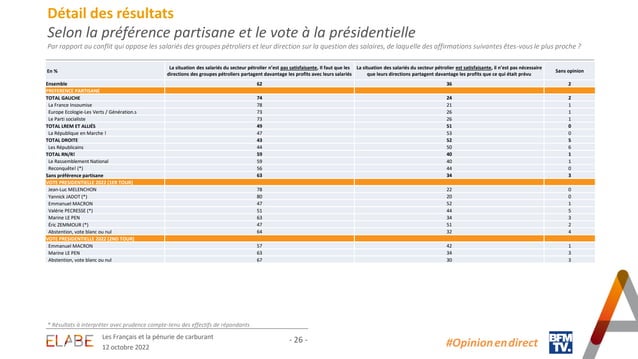 Détail des résultats
Selon la préférence partisane et le vote à la présidentielle
Par rapport au conflit qui oppose les salariés des groupes pétroliers et leur direction sur la question des salaires, de laquelle des affirmations suivantes êtes-vous le plus proche ?
En % La situation des salariés du secteur pétrolier n'est pas satisfaisante, il faut que les La situation des salariés du secteur pétrolier est satisfaisante, il n'est pas nécessaire Sans opinion
directions des groupes pétroliers partagent davantage les profits avec leurs salariés que leurs directions partagent davantage les profits que ce qui était prévu
Ensemble 62 36 2
PREFERENCE PARTISANE
TOTAL GAUCHE 74 24 2
La France Insoumise 78 21 1
Europe Ecologie-Les Verts / Génération.s 73 26 1
Le Parti socialiste 73 26 1
TOTAL LREM ET ALLIÉS 49 51 0
La République en Marche ! 47 53 0
TOTAL DROITE 43 52 5
Les Républicains 44 50 6
TOTAL RN/R! 59 40 1
Le Rassemblement National 59 40 1
Reconquête! (*) 56 44 0
Sans préférence partisane 63 34 3
VOTE PRESIDENTIELLE 2022 (1ER TOUR)
Jean-Luc MELENCHON 78 22 0
Yannick JADOT (*) 80 20 0
Emmanuel MACRON 47 52 1
Valérie PECRESSE (*) 51 44 5
Marine LE PEN 63 34 3
Eric ZEMMOUR (*) 47 51 2
Abstention, vote blanc ou nul 64 32 4
VOTE PRESIDENTIELLE 2022 (2ND TOUR)
Emmanuel MACRON 57 42 1
Marine LE PEN 63 34 3
Abstention, vote blanc ou nul 67 30 3
* Résultats à interpréter avec prudence compte-tenu des effectifs de répondants
ELABE
Les Français et la pénurie de carburant
12 octobre 2022
- 26 -
#Opinionendirect
BFM
TV.